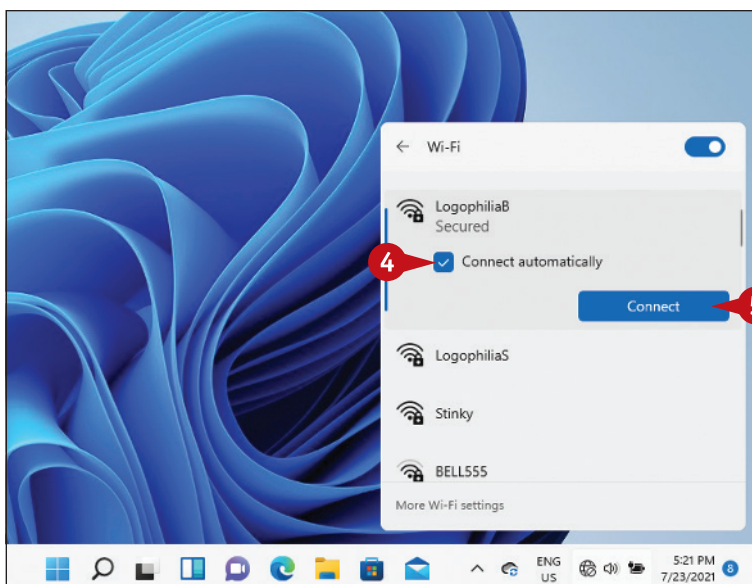 Wi-Fi
LogophiliaB
Secured
4
Connect automatically
Connect
5
LogophiliaS
Stinky
BELL555
More Wi-Fi settings
ENG
US
5:21 PM
7/23/2021
8